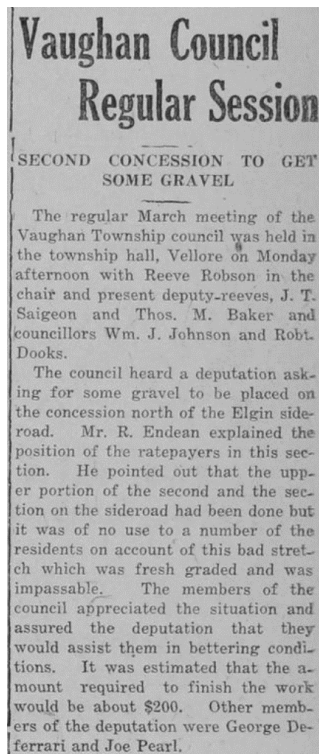 Vaughan Council
Regular Session
SECOND CONCESSION TO GET
SOME GRAVEL
The regular March meeting of the
Vaughan Township council was held in
the township hall, Vellore on Monday
afternoon with Reeve Robson in the
chair and present deputy-reeves, J. T.
Saigeon and Thos. M. Baker and
councillors Wm. J. Johnson and Robt.
Dooks.
The council heard a deputation ask-
ing for some gravel to be placed on
the concession north of the Elgin side-
road. Mr. R. Endean explained the
position of the ratepayers in this sec-
tion. He pointed out that the upp-
er portion of the second and the sec-
tion on the sideroad had been done but
it was of no use to a number of the
residents on account of this bad stret-
ch which was fresh graded and was
impassable. The members of the
council appreciated the situation and
assured the deputation that they
would assist them in bettering condi-
tions. It was estimated that the a-
mount required to finish the work
would be about $200. Other memb-
ers of the deputation were George De-
ferrari and Joe Pearl.